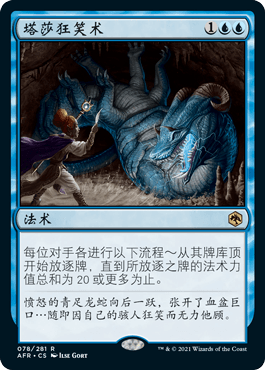 塔莎狂笑术 1
法术
每位对手各进行以下流程~从其牌库顶
开始放逐牌，直到所放逐之牌的法术力
值总和为 20 或更多为止。
愤怒的青足龙蛇向后一跃，张开了血盆巨
口…随即因自己的骇人狂笑而无力他顾。
078/281 R
AFR • CS ILSE GORT
™ & © 2021 Wizards of the Coast